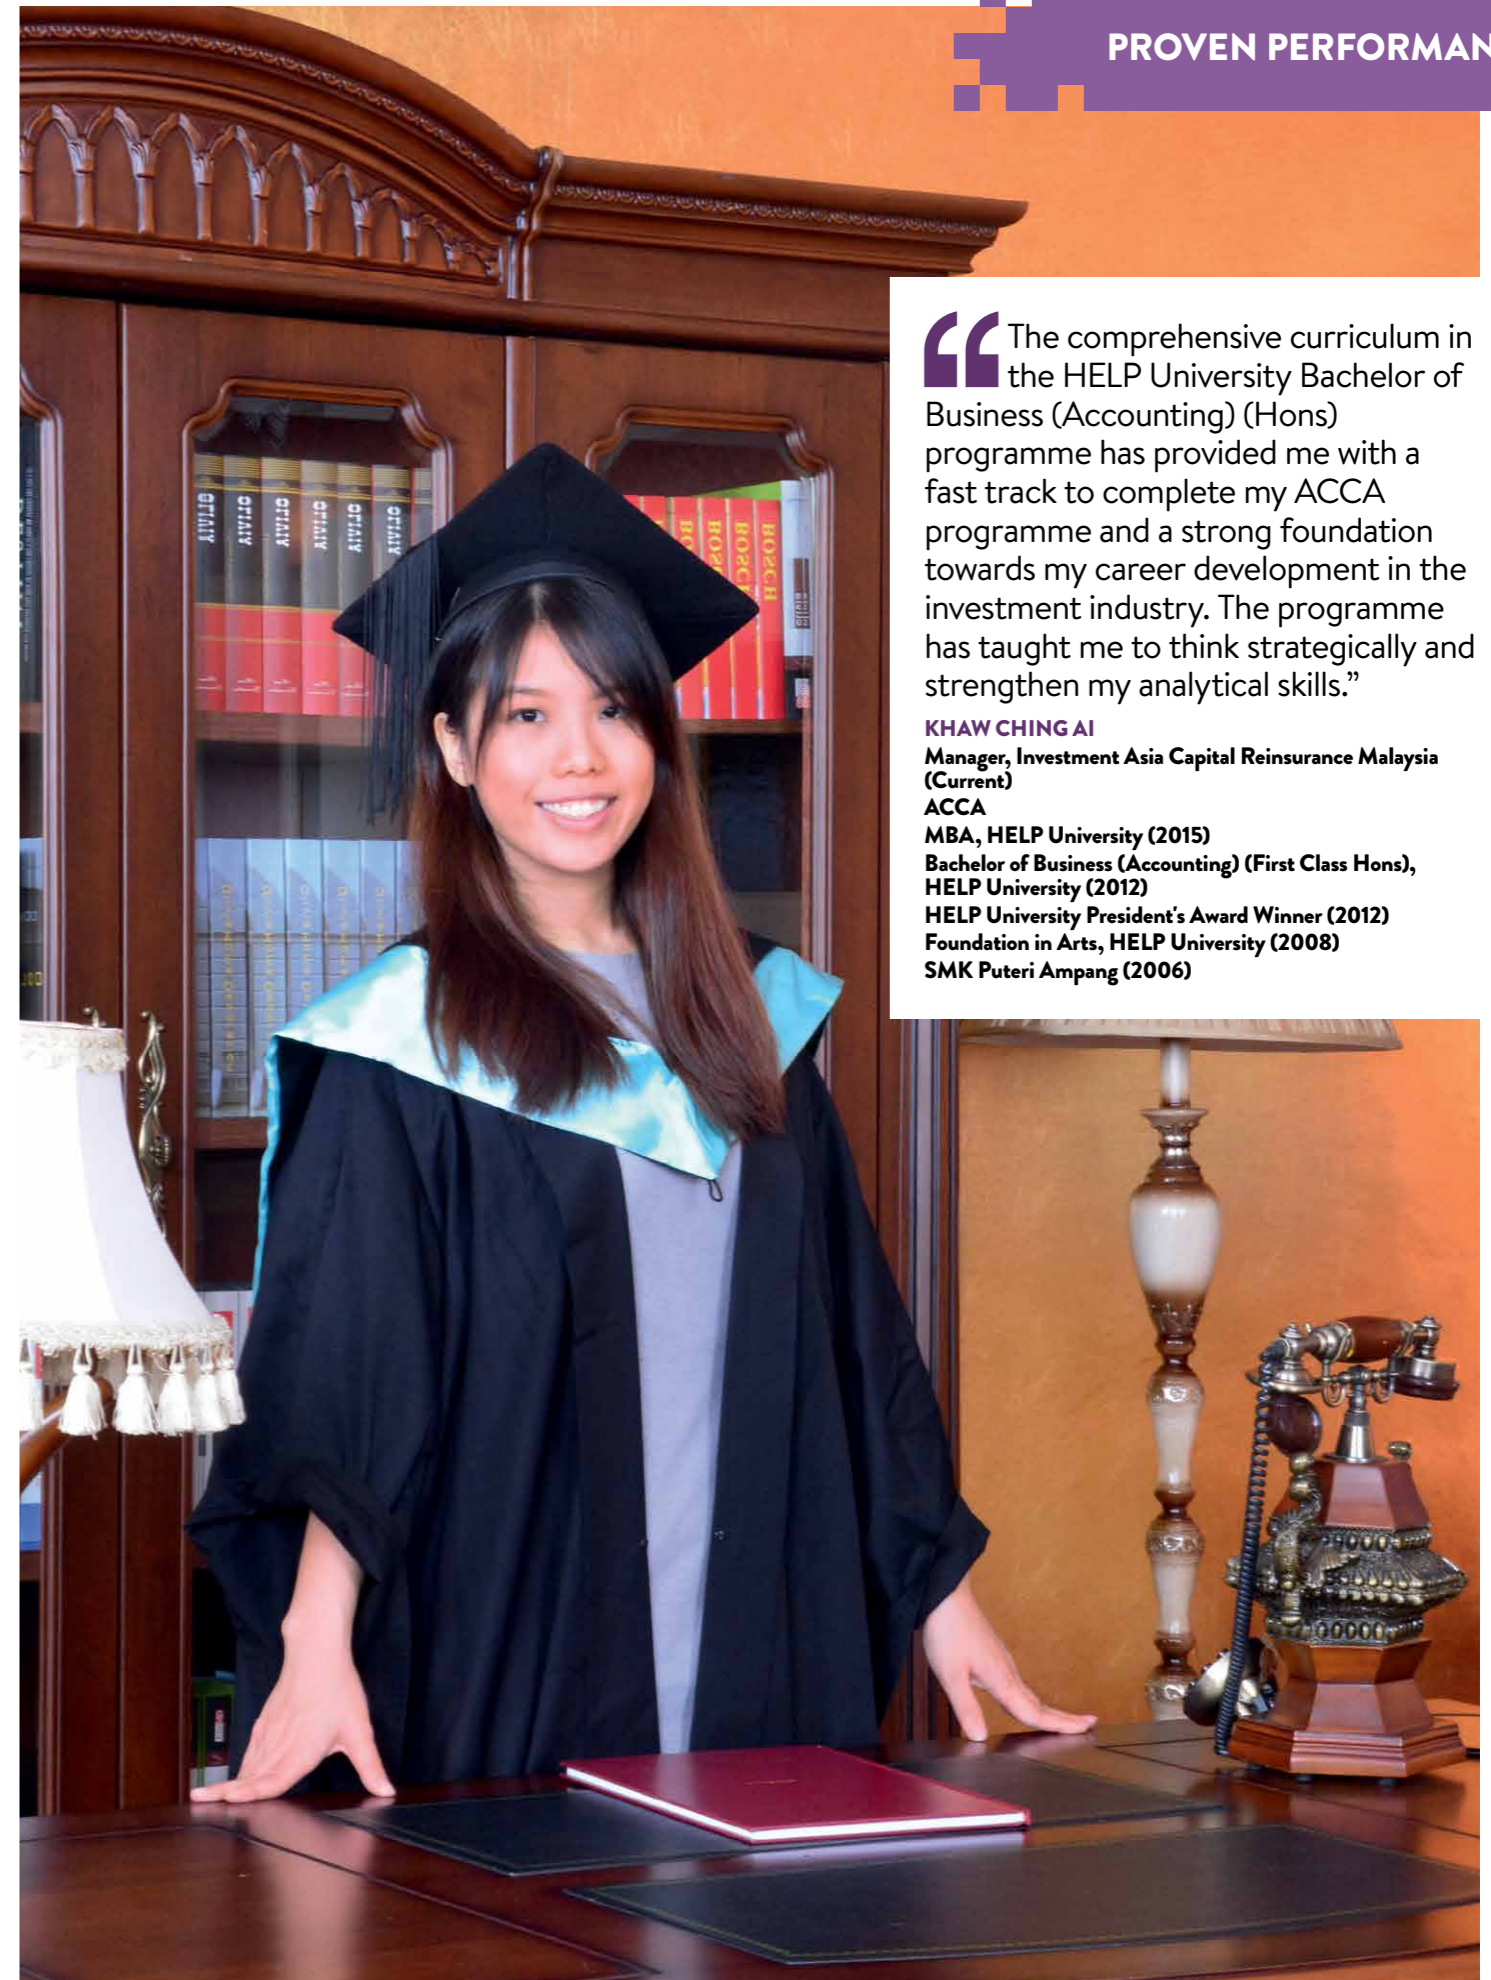 PROVEN PERFORMAN
“The comprehensive curriculum in
the HELP University Bachelor of
Business (Accounting) (Hons)
programme has provided me with a
fast track to complete my ACCA
programme and a strong foundation
towards my career development in the
investment industry. The programme
has taught me to think strategically and
strengthen my analytical skills.”
KHAW CHING AI
Manager, Investment Asia Capital Reinsurance Malaysia
(Current)
ACCA
MBA, HELP University (2015)
Bachelor of Business (Accounting) (First Class Hons),
HELP University (2012)
HELP University President's Award Winner (2012)
Foundation in Arts, HELP University (2008)
SMK Puteri Ampang (2006)
BOSCH
BOSCH